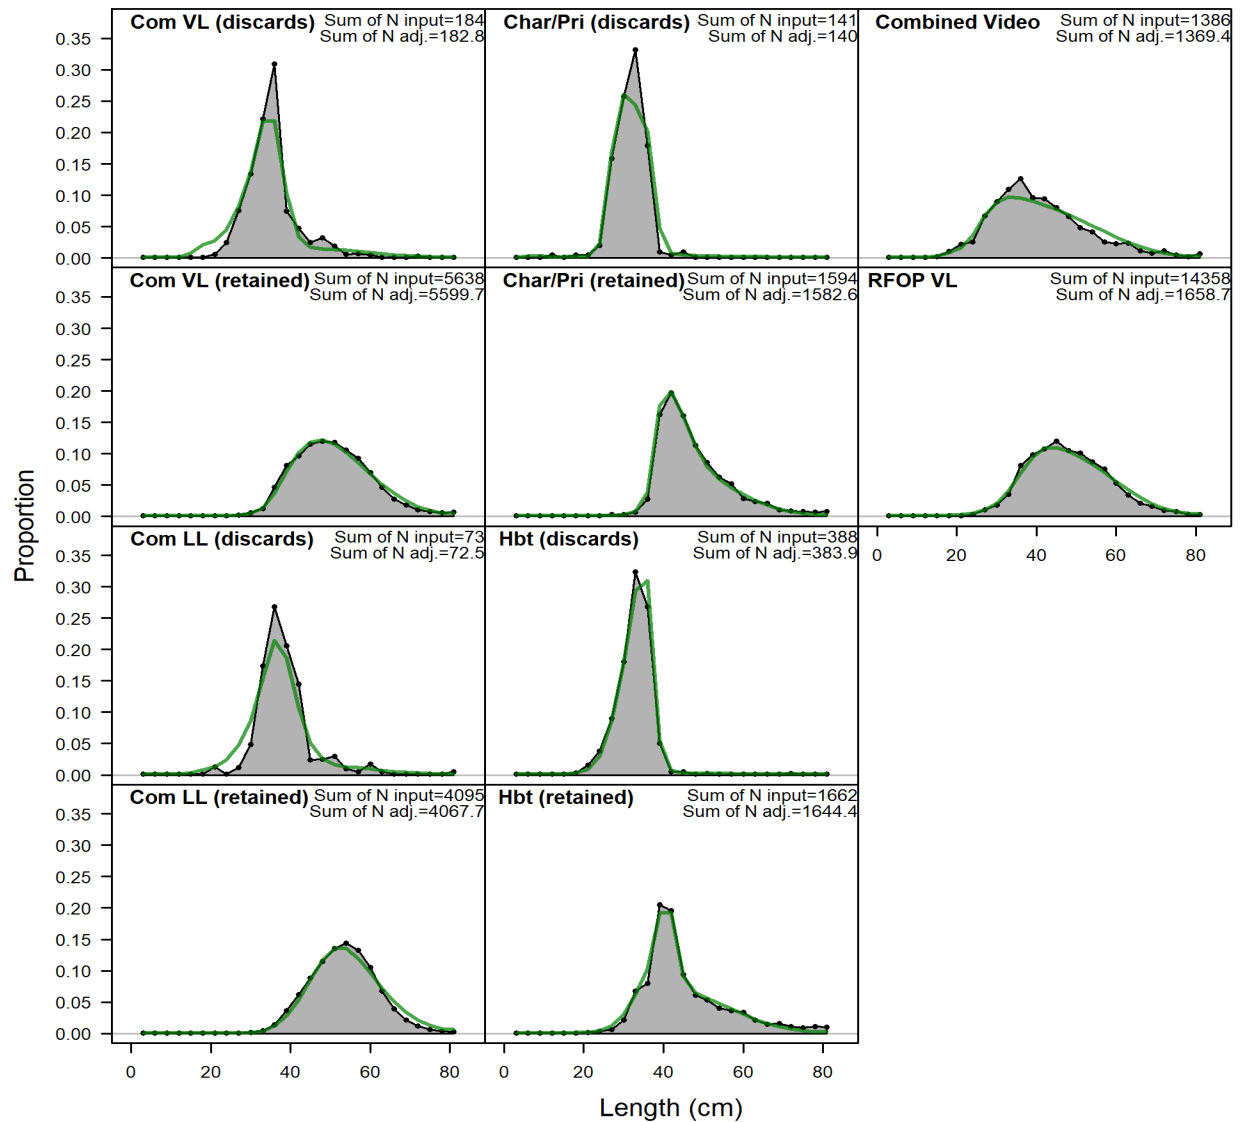 Com VL (discards) Sum of N input=184
Sum of N adj.=182.8
Char/Pri (discards) Sum of N input=141
Sum of N adj.=140
Combined Video Sum of N input=1386
Sum of N adj.=1369.4
0.35
0.30
0.25
0.20
0.15
0.10
0.05
0.00
Com VL (retained) Sum of N input=5638
Sum of N adj.=5599.7
Char/Pri (retained) Sum of N input=1594
Sum of N adj.=1582.6
RFOP VL Sum of N input=14358
Sum of N adj.=1658.7
0.35
0.30
0.25
0.20
0.15
0.10
0.05
0.00
0 20 40 60 80
Com LL (discards) Sum of N input=73
Sum of N adj.=72.5
Hbt (discards) Sum of N input=388
Sum of N adj.=383.9
0.35
0.30
0.25
0.20
0.15
0.10
0.05
0.00
Com LL (retained) Sum of N input=4095
Sum of N adj.=4067.7
Hbt (retained) Sum of N input=1662
Sum of N adj.=1644.4
0.35
0.30
0.25
0.20
0.15
0.10
0.05
0.00
0 20 40 60 80
0 20 40 60 80
Proportion
Length (cm)